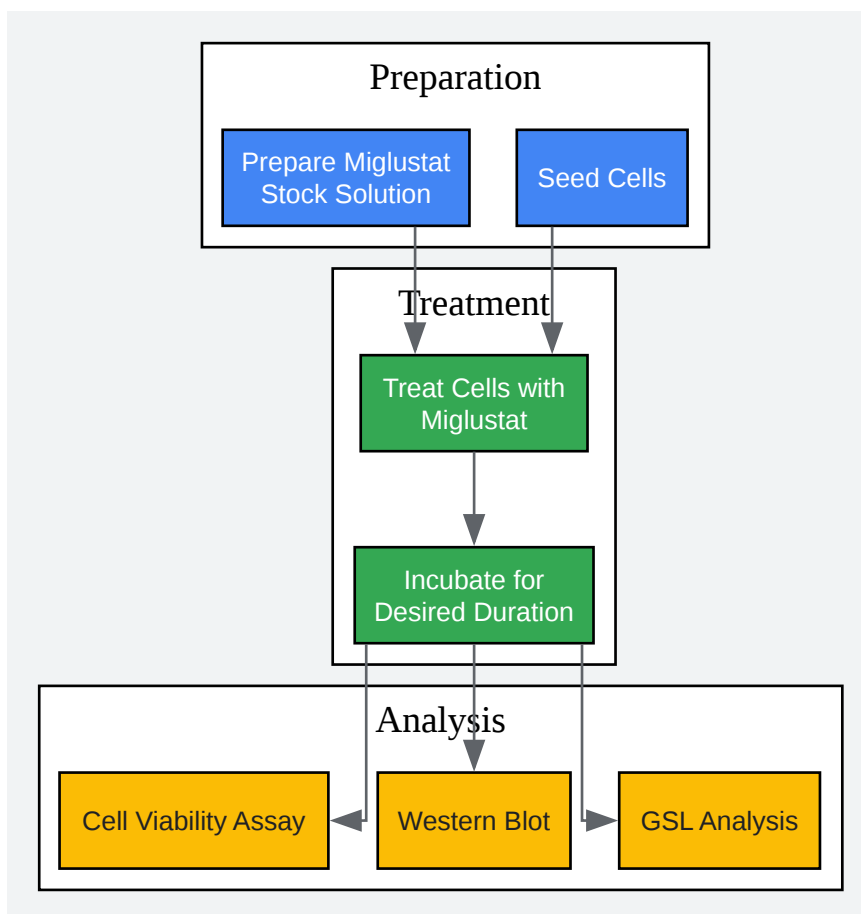 Preparation
Prepare Miglustat
Stock Solution
Seed Cells
Treatment
Treat Cells with
Miglustat
Incubate for
Desired Duration
Analysis
Cell Viability Assay
Western Blot
GSL Analysis